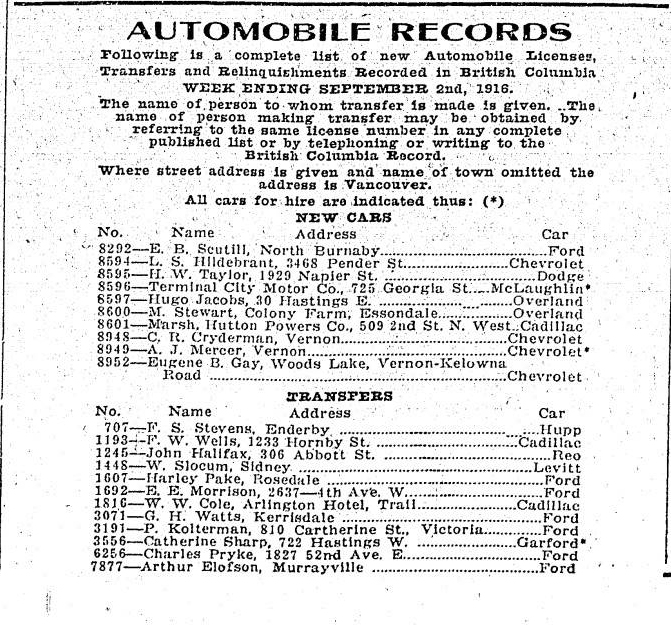 AUTOMOBILE RECORDS
Following is a complete list of new Automobile Licenses,
Transfers and Relinquishments Recorded in British Columbia
WEEK ENDING SEPTEMBER 2nd, 1916.
The name of person to whom transfer is made is given. The
name of person making transfer may be obtained by
referring to the same license number in any complete
published list or by telephoning or writing to the
British Columbia Record.
Where street address is given and name of town omitted the
address is Vancouver.
All cars for hire are indicated thus: (*)
NEW CARS
No. Name Address Car
8292—E. B. Scutill, North Burnaby....Ford
8594—L. S. Hildebrant, 3468 Pender St....Chevrolet
8595—H. W. Taylor, 1929 Napier St. ....Dodge
8596—Terminal City Motor Co., 725 Georgia St....McLaughlin*
8597—Hugo Jacobs, 30 Hastings E. ....Overland
8600—M. Stewart, Colony Farm, Essondale....Overland
8601—Marsh, Hutton Powers Co., 509 2nd St. N. West..Cadillac
8948—C. R. Cryderman, Vernon....Chevrolet
8949—A. J. Mercer, Vernon....Chevrolet*
8952—Eugene B. Gay, Woods Lake, Vernon-Kelowna
Road ....Chevrolet
TRANSFERS
No. Name Address Car
707—F. S. Stevens, Enderby ....Hupp
1193—F. W. Wells, 1233 Hornby St. ....Cadillac
1245—John Halifax, 306 Abbott St. ....Reo
1448—W. Slocum, Sidney ....Levitt
1607—Harley Pake, Rosedale ....Ford
1692—E. E. Morrison, 2637—4th Ave. W....Ford
1816—W. W. Cole, Arlington Hotel, Trail....Cadillac
3071—G. H. Watts, Kerrisdale ....Ford
3191—P. Kolterman, 810 Cartherine St., Victoria....Ford
3556—Catherine Sharp, 722 Hastings W. ....Garford*
6256—Charles Pryke, 1827 52nd Ave. E....Ford
7877—Arthur Elofson, Murrayville ....Ford